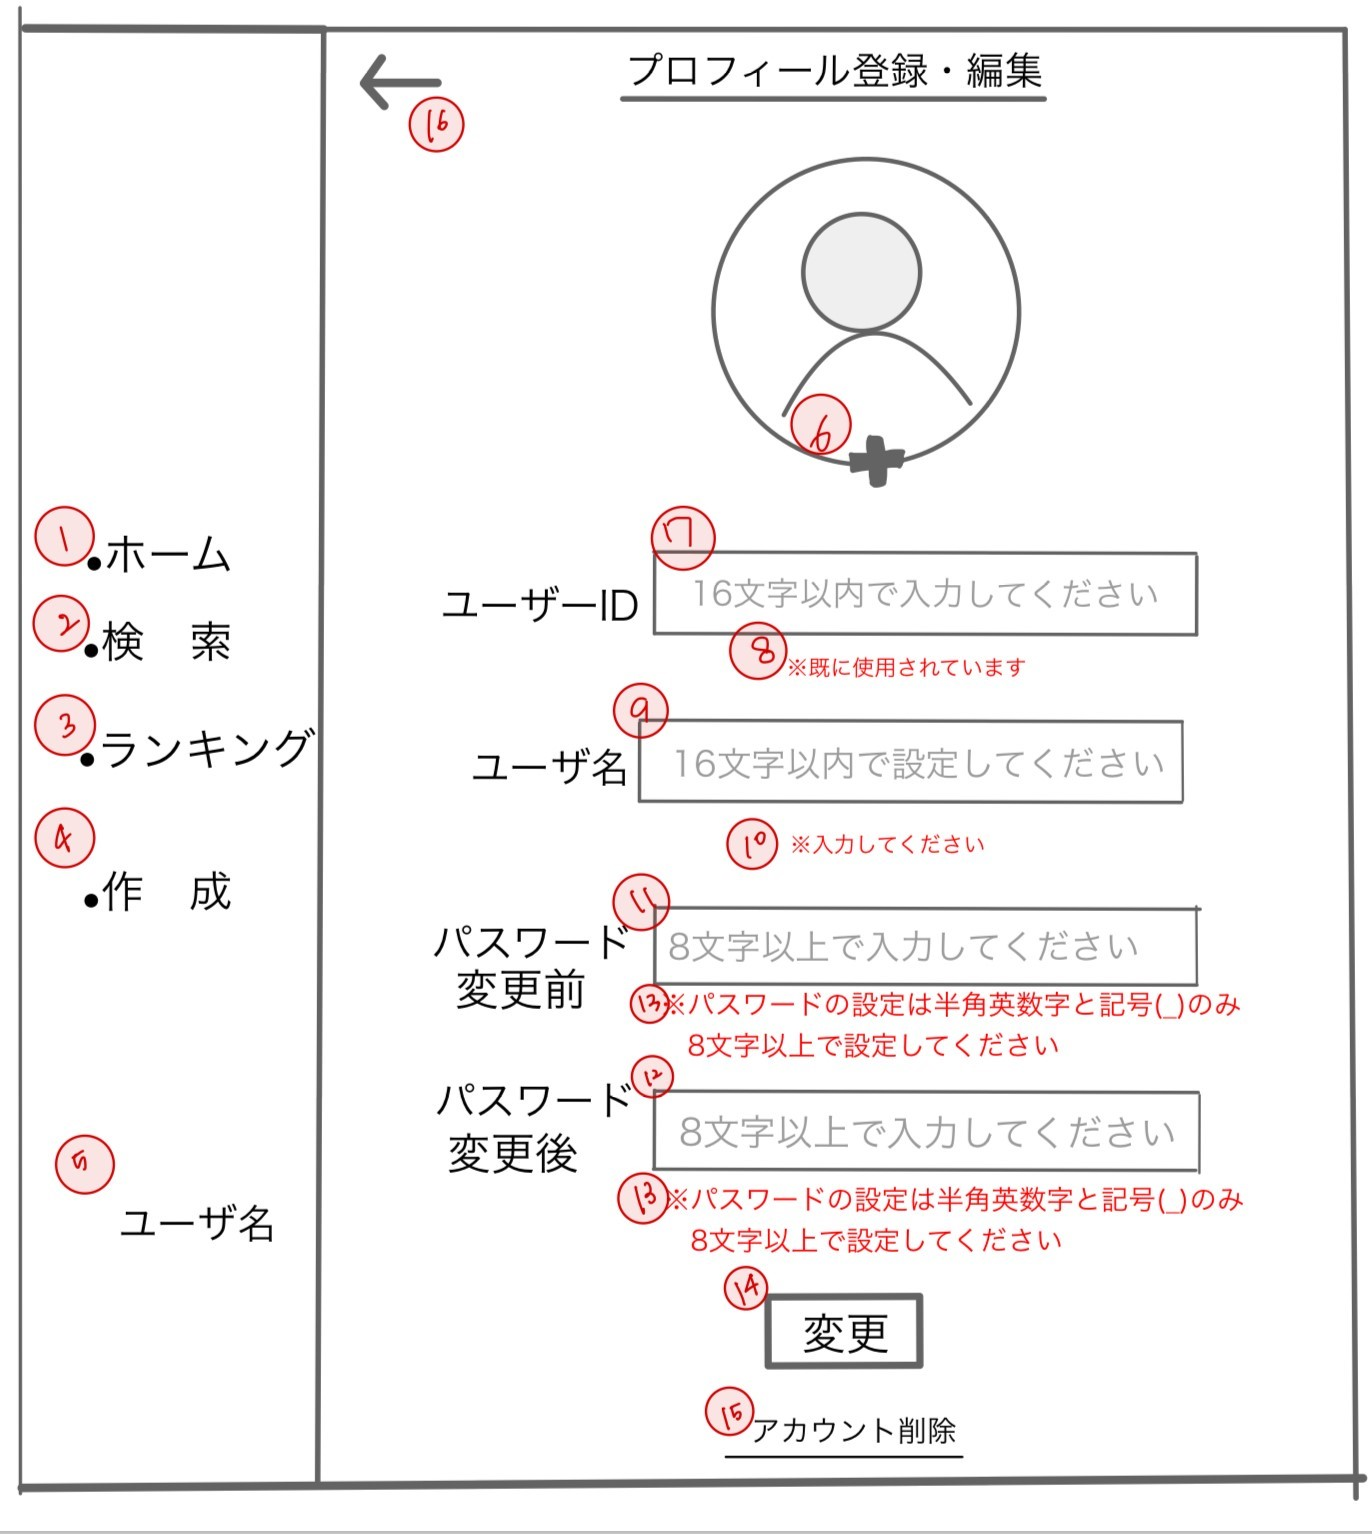 プロフィール登録・編集
16
6
1
・ホーム
2
・検　索
3
・ランキング
4
・作　成
5
ユーザ名
7
ユーザーID
16文字以内で入力してください
8
※既に使用されています
9
ユーザ名
16文字以内で設定してください
10
※入力してください
11
パスワード
変更前
8文字以上で入力してください
13
※パスワードの設定は半角英数字と記号(_)のみ
8文字以上で設定してください
12
パスワード
変更後
8文字以上で入力してください
13
※パスワードの設定は半角英数字と記号(_)のみ
8文字以上で設定してください
14
変更
15
アカウント削除